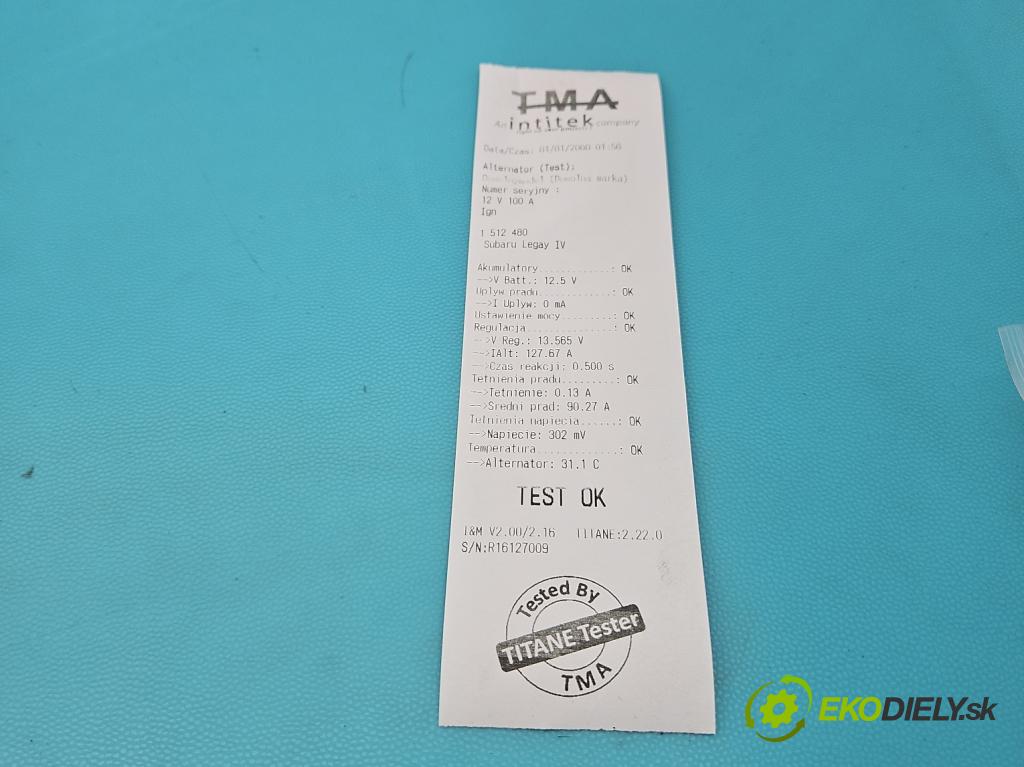 TMA
An intitek company
Data/Czas: 01/01/2000 01:56
Alternator (Test):
(Domyslna marka)
Numer seryjny :
12 V 100 A
Ign
1 512 480
Subaru Legay IV
Akumulatory............: OK
-->V Batt.: 12.5 V
Uplyw pradu............: OK
-->I Uplyw: 0 mA
Ustawienie mocy........: OK
Regulacja..............: OK
-->V Reg.: 13.565 V
-->IAlt: 127.67 A
-->Czas reakcji: 0.500 s
Tetnienia pradu.........: OK
-->Tetnienie: 0.13 A
-->Sredni prad: 90.27 A
Tetnienia napiecia......: OK
-->Napiecie: 302 mV
Temperatura.............: OK
-->Alternator: 31.1 C
TEST OK
I&M V2.00/2.16 TITANE:2.22.0
S/N:R16127009
Tested By
TITANE Tester
TMA
EKODIELY.sk